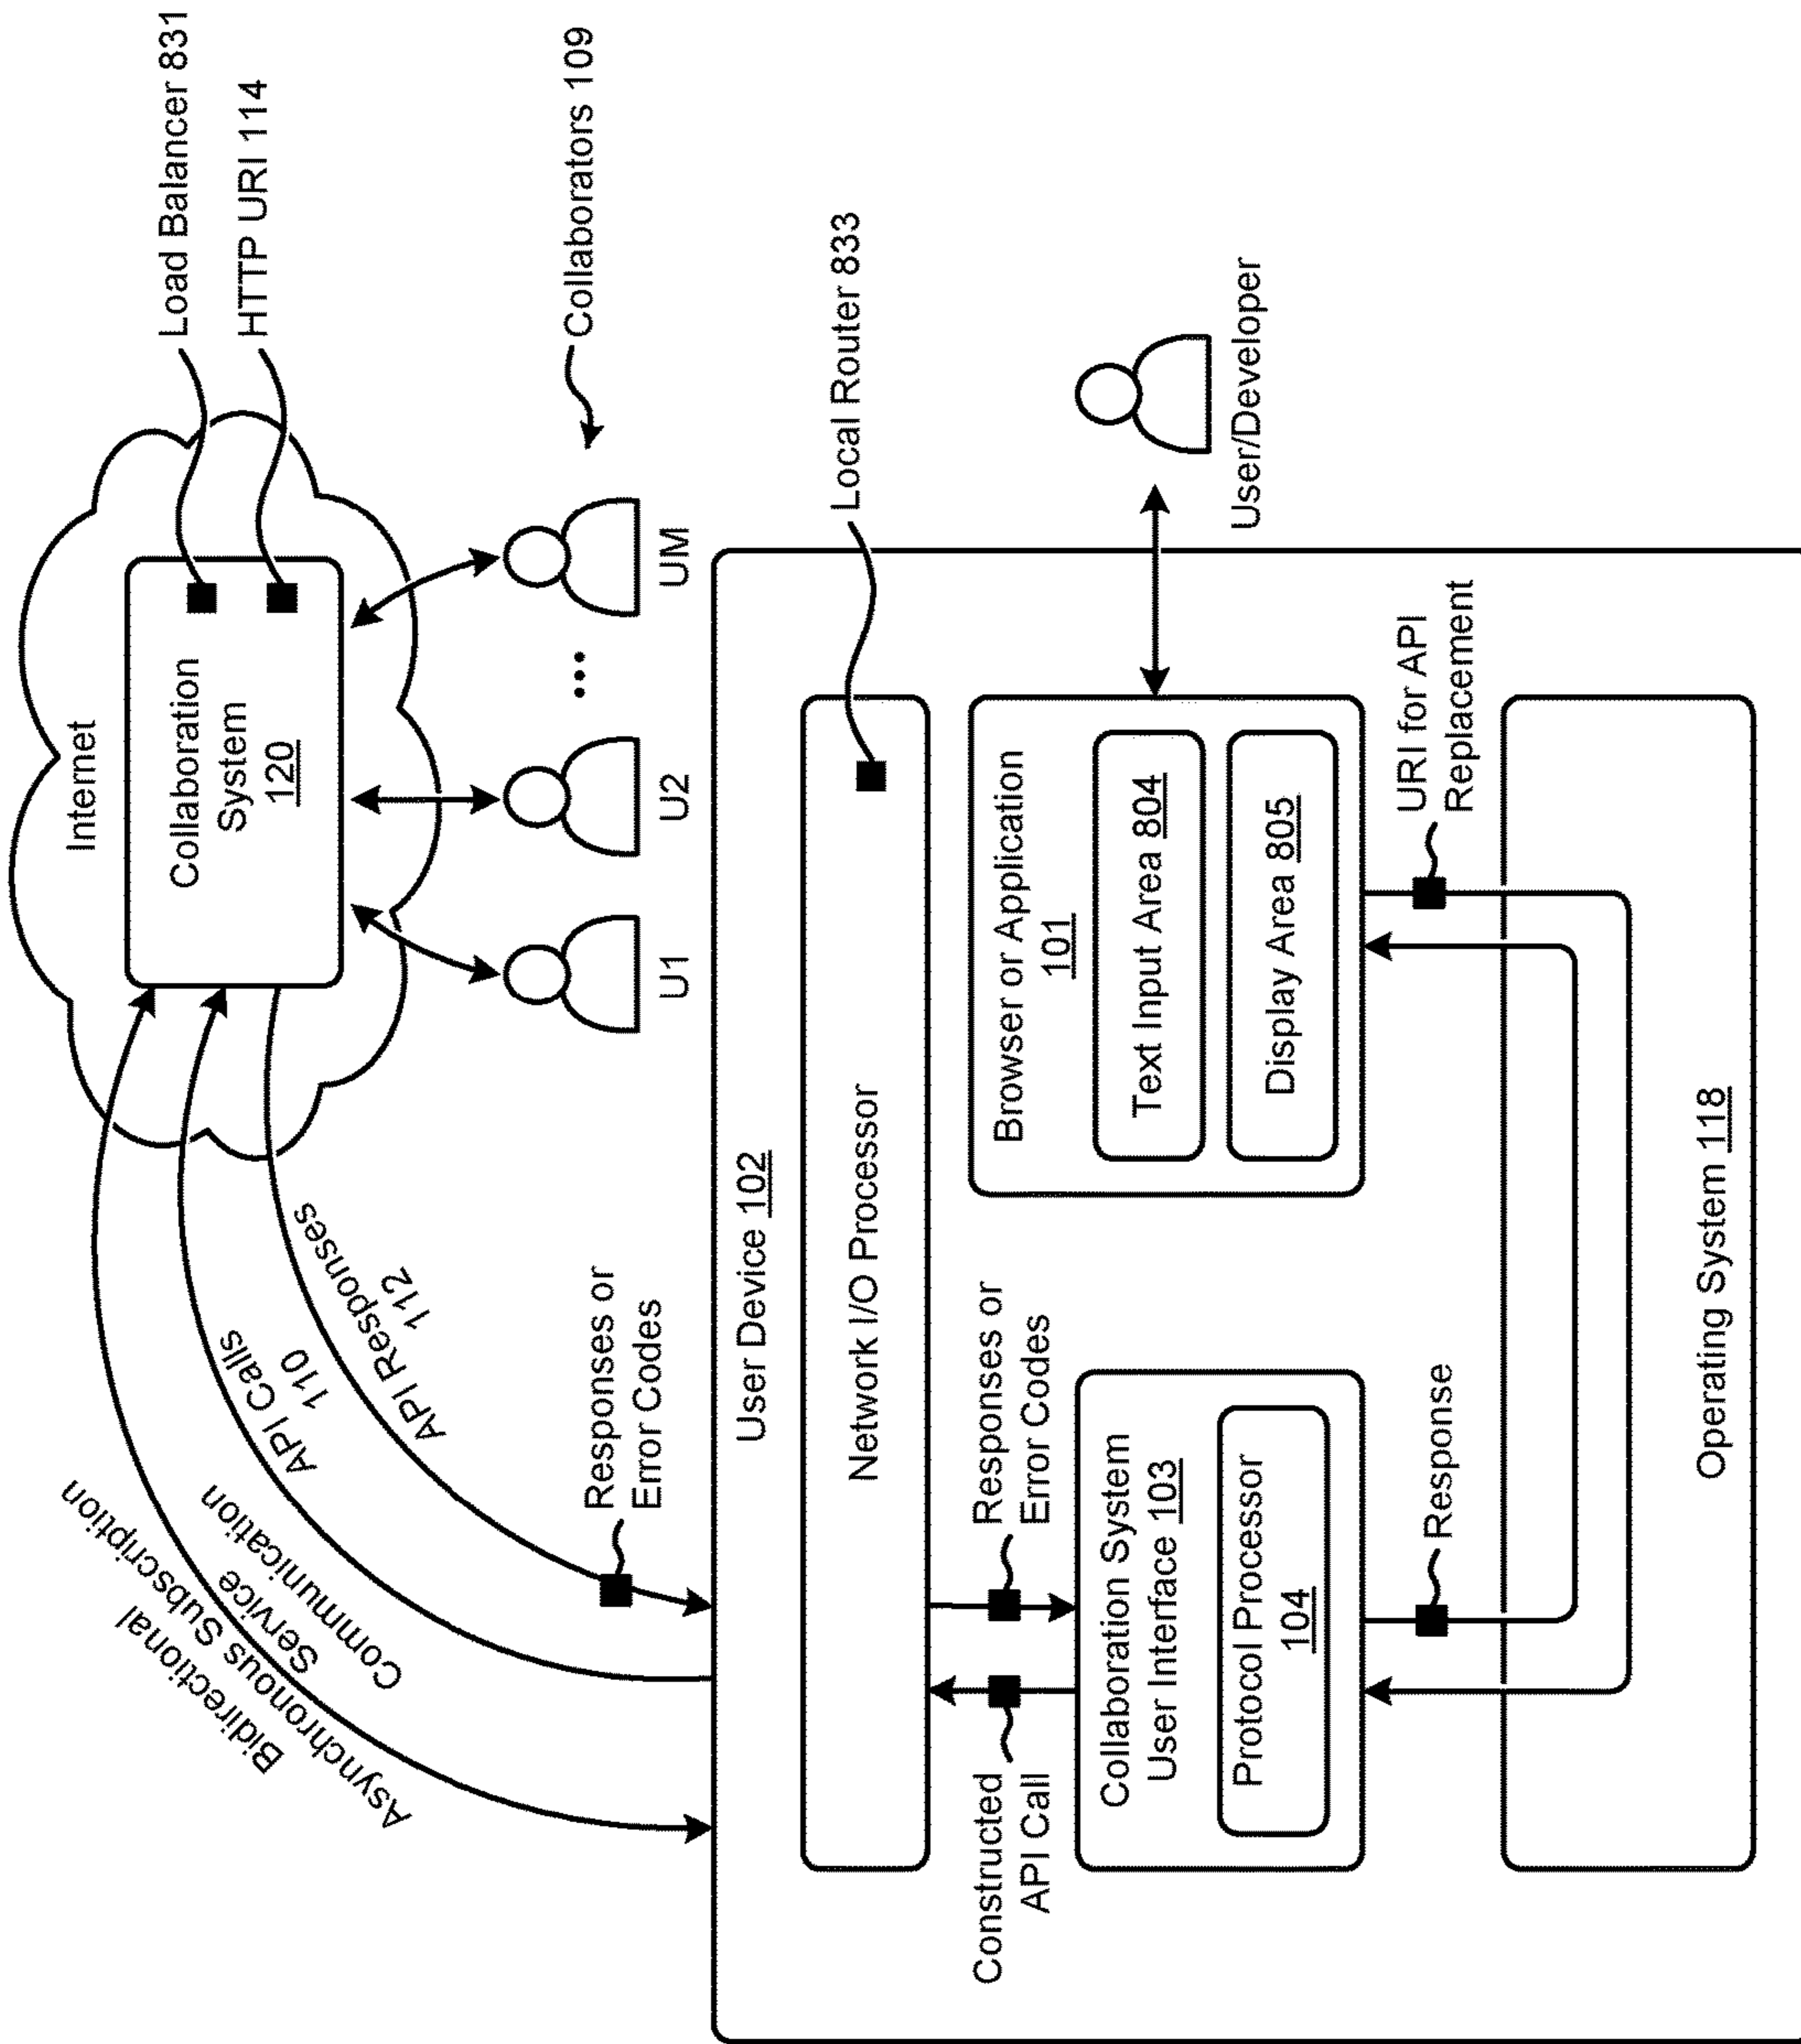 Internet
Collaboration
System
120
Load Balancer 831
HTTP URI 114
Collaborators 109
U1
U2
...
UM
Bidirectional
Asynchronous Subscription
Service
Communication
API Calls
110
API Responses
112
Responses or
Error Codes
User Device 102
Network I/O Processor
Local Router 833
Constructed
API Call
Responses or
Error Codes
Collaboration System
User Interface 103
Protocol Processor
104
Browser or Application
101
Text Input Area 804
Display Area 805
User/Developer
Response
URI for API
Replacement
Operating System 118